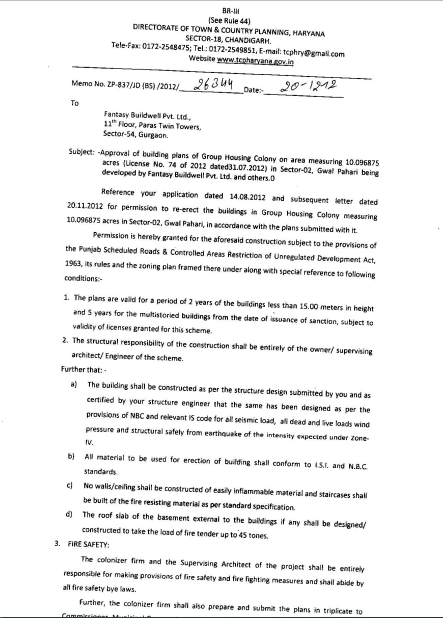 BR-III
(See Rule 44)
DIRECTORATE OF TOWN & COUNTRY PLANNING, HARYANA
SECTOR-18, CHANDIGARH.
Tele-Fax: 0172-2548475; Tel.: 0172-2549851, E-mail: tcphry@gmail.com
Website www.tcpharyana.gov.in
Memo No. ZP-837/JD (BS) /2012/ 26344 Date:- 20-12-12
To
Fantasy Buildwell Pvt. Ltd.,
11th Floor, Paras Twin Towers,
Sector-54, Gurgaon.
Subject: -Approval of building plans of Group Housing Colony on area measuring 10.096875
acres (License No. 74 of 2012 dated31.07.2012) in Sector-02, Gwal Pahari being
developed by Fantasy Buildwell Pvt. Ltd. and others.0
Reference your application dated 14.08.2012 and subsequent letter dated
20.11.2012 for permission to re-erect the buildings in Group Housing Colony measuring
10.096875 acres in Sector-02, Gwal Pahari, in accordance with the plans submitted with it.
Permission is hereby granted for the aforesaid construction subject to the provisions of
the Punjab Scheduled Roads & Controlled Areas Restriction of Unregulated Development Act,
1963, its rules and the zoning plan framed there under along with special reference to following
conditions:-
1. The plans are valid for a period of 2 years of the buildings less than 15.00 meters in height
and 5 years for the multistoried buildings from the date of issuance of sanction, subject to
validity of licenses granted for this scheme.
2. The structural responsibility of the construction shall be entirely of the owner/ supervising
architect/ Engineer of the scheme.
Further that: -
a) The building shall be constructed as per the structure design submitted by you and as
certified by your structure engineer that the same has been designed as per the
provisions of NBC and relevant IS code for all seismic load, all dead and live loads wind
pressure and structural safely from earthquake of the intensity expected under zone-
IV.
b) All material to be used for erection of building shall conform to I.S.I. and N.B.C.
standards.
c) No walls/ceiling shall be constructed of easily inflammable material and staircases shall
be built of the fire resisting material as per standard specification.
d) The roof slab of the basement external to the buildings if any shall be designed/
constructed to take the load of fire tender up to 45 tones.
3. FIRE SAFETY:
The colonizer firm and the Supervising Architect of the project shall be entirely
responsible for making provisions of fire safety and fire fighting measures and shall abide by
all fire safety bye laws.
Further, the colonizer firm shall also prepare and submit the plans in triplicate to